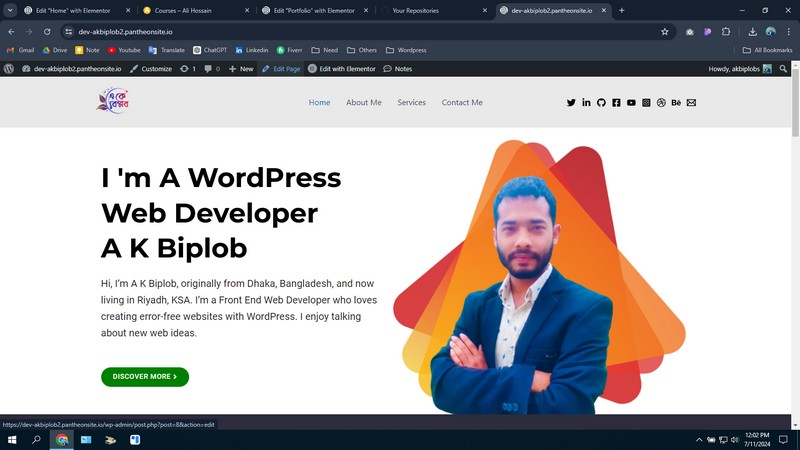 Edit "Home" with Elementor
Courses – Ali Hossain
Edit "Portfolio" with Elementor
Your Repositories
dev-akbiplob2.pantheonsite.io
dev-akbiplob2.pantheonsite.io
Gmail
Drive
Note
Youtube
Translate
ChatGPT
Linkedin
Fiverr
Need
Others
Wordpress
All Bookmarks
dev-akbiplob2.pantheonsite.io
Customize
1
0
New
Edit Page
Edit with Elementor
Notes
Howdy, akbiplobs
এ কে
বিপ্লব
Home
About Me
Services
Contact Me
I 'm A WordPress
Web Developer
A K Biplob
Hi, I'm A K Biplob, originally from Dhaka, Bangladesh, and now
living in Riyadh, KSA. I'm a Front End Web Developer who loves
creating error-free websites with WordPress. I enjoy talking
about new web ideas.
DISCOVER MORE
https://dev-akbiplob2.pantheonsite.io/wp-admin/post.php?post=8&action=edit
12:02 PM
7/11/2024